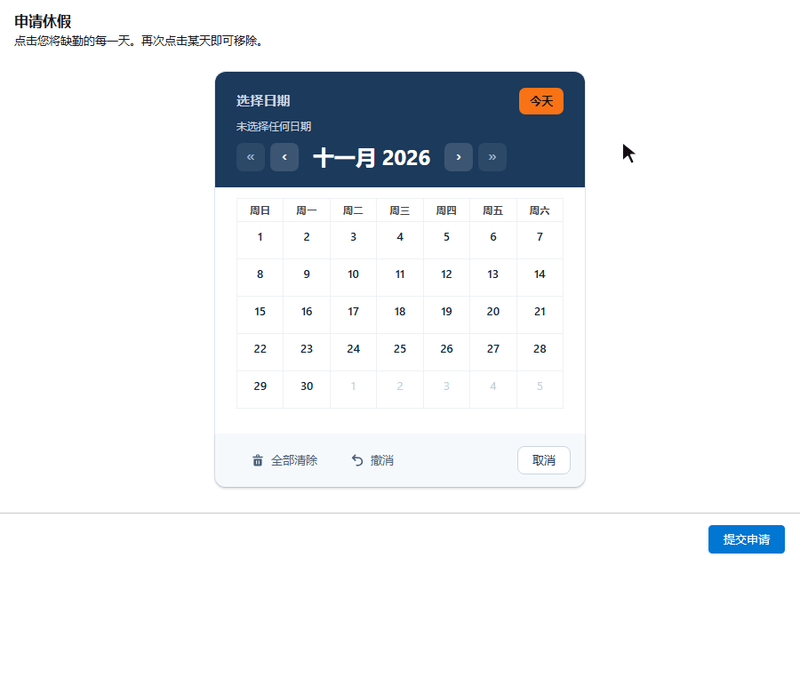 申请休假
点击您将缺勤的每一天。再次点击某天即可移除。
选择日期
今天
未选择任何日期
« ‹ 十一月 2026 › »
周日 周一 周二 周三 周四 周五 周六
1 2 3 4 5 6 7
8 9 10 11 12 13 14
15 16 17 18 19 20 21
22 23 24 25 26 27 28
29 30 1 2 3 4 5
全部清除 撤消 取消
提交申请